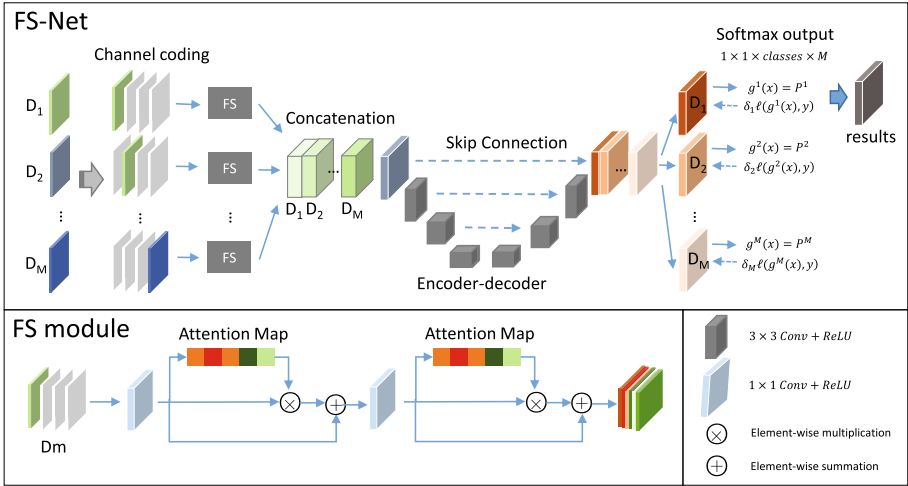 FS-Net
Channel coding
D1
D2
...
DM
FS
FS
...
FS
Concatenation
...
D1 D2 DM
Skip Connection
Encoder-decoder
...
Softmax output
1 × 1 × classes × M
D1
D2
...
DM
g¹(x) = P¹
δ₁ℓ(g¹(x), y)
g²(x) = P²
δ₂ℓ(g²(x), y)
...
gᴹ(x) = Pᴹ
δMℓ(gᴹ(x), y)
results
FS module
Attention Map
Attention Map
Dm
3 × 3 Conv + ReLU
1 × 1 Conv + ReLU
Element-wise multiplication
Element-wise summation